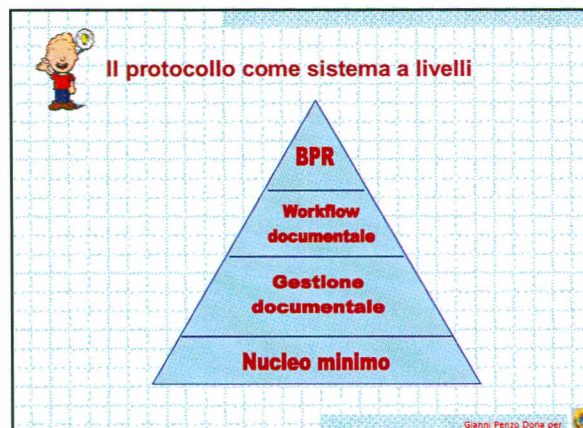 Il protocollo come sistema a livelli
BPR
Workflow
documentale
Gestione
documentale
Nucleo minimo
Gianni Penzo Doria per